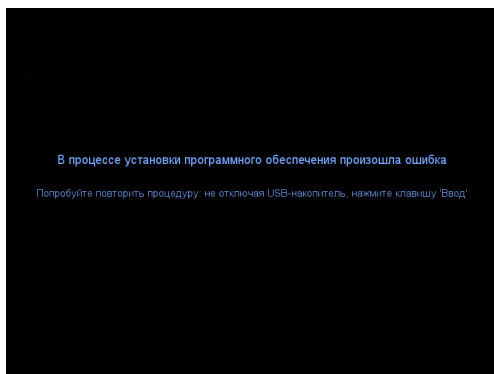 В процессе установки программного обеспечения произошла ошибка
Попробуйте повторить процедуру: не отключая USB-накопитель, нажмите клавишу 'Ввод'